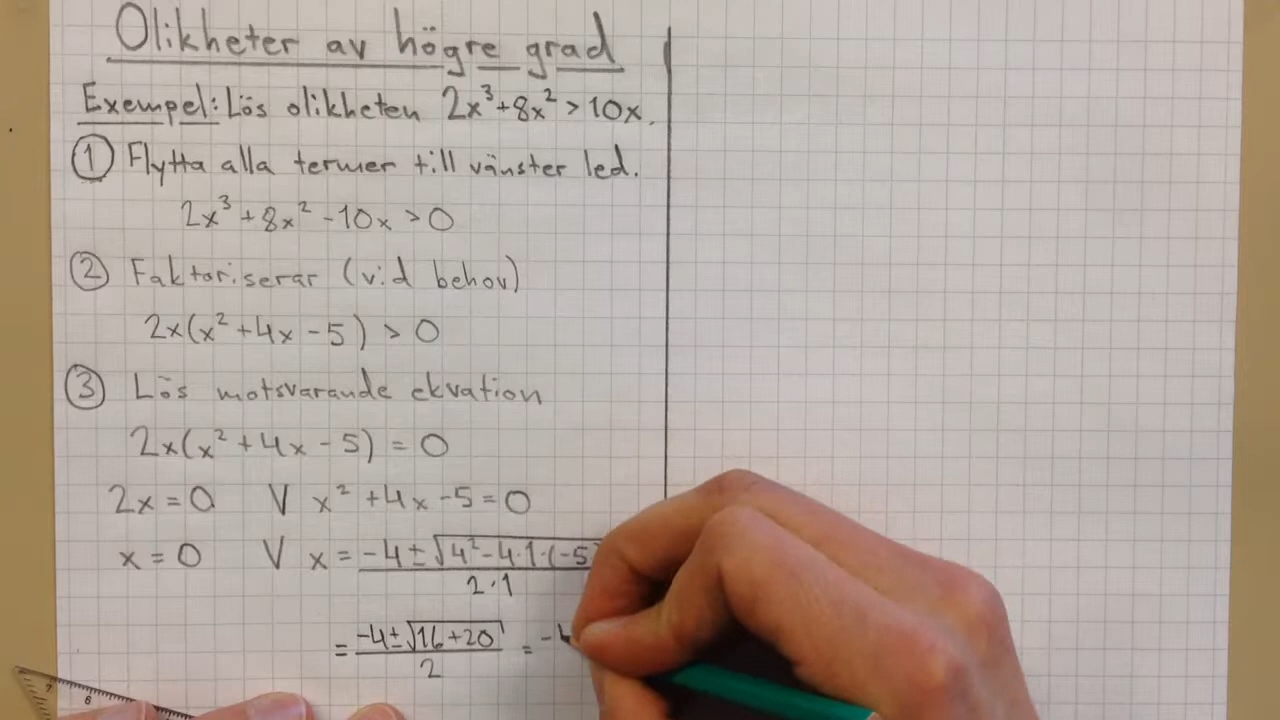 Olikheter av högre grad
Exempel: Lös olikheten 2x³+8x² > 10x.
① Flytta alla termer till vänster led.
2x³+8x²-10x > 0
② Faktoriserar (vid behov)
2x(x²+4x-5) > 0
③ Lös motsvarande ekvation
2x(x²+4x-5) = 0
2x=0 V x²+4x-5=0
x=0 V x = -4±√4²-4·1·(-5
2·1
= -4±√16+20 = -4
2
7 6